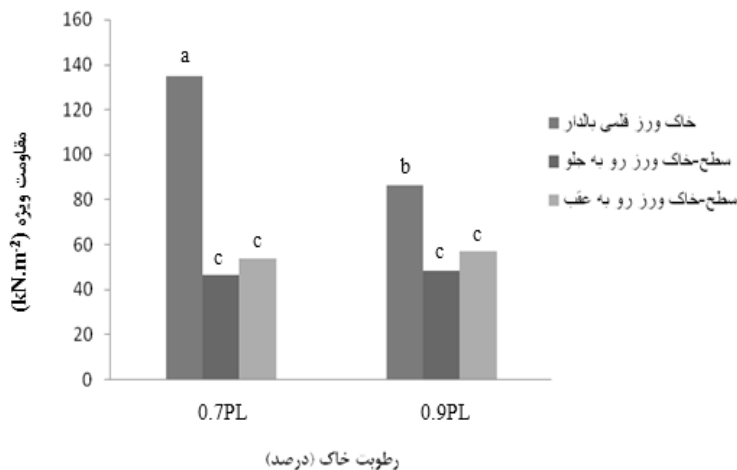 160
140
120
100
80
60
40
20
0
مقاومت ویژه (kN.m-2)
a
c
c
b
c
c
0.7PL
0.9PL
رطوبت خاک (درصد)
خاک ورز قلمی بالدار
سطح-خاک ورز رو به جلو
سطح-خاک ورز رو به عقب